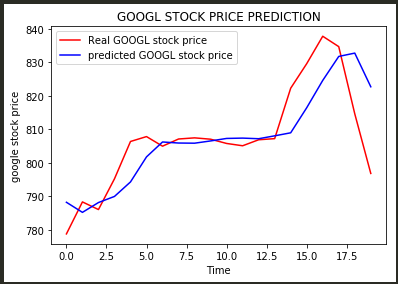 GOOGL STOCK PRICE PREDICTION
Real GOOGL stock price
predicted GOOGL stock price
google stock price
840
830
820
810
800
790
780
0.0 2.5 5.0 7.5 10.0 12.5 15.0 17.5
Time